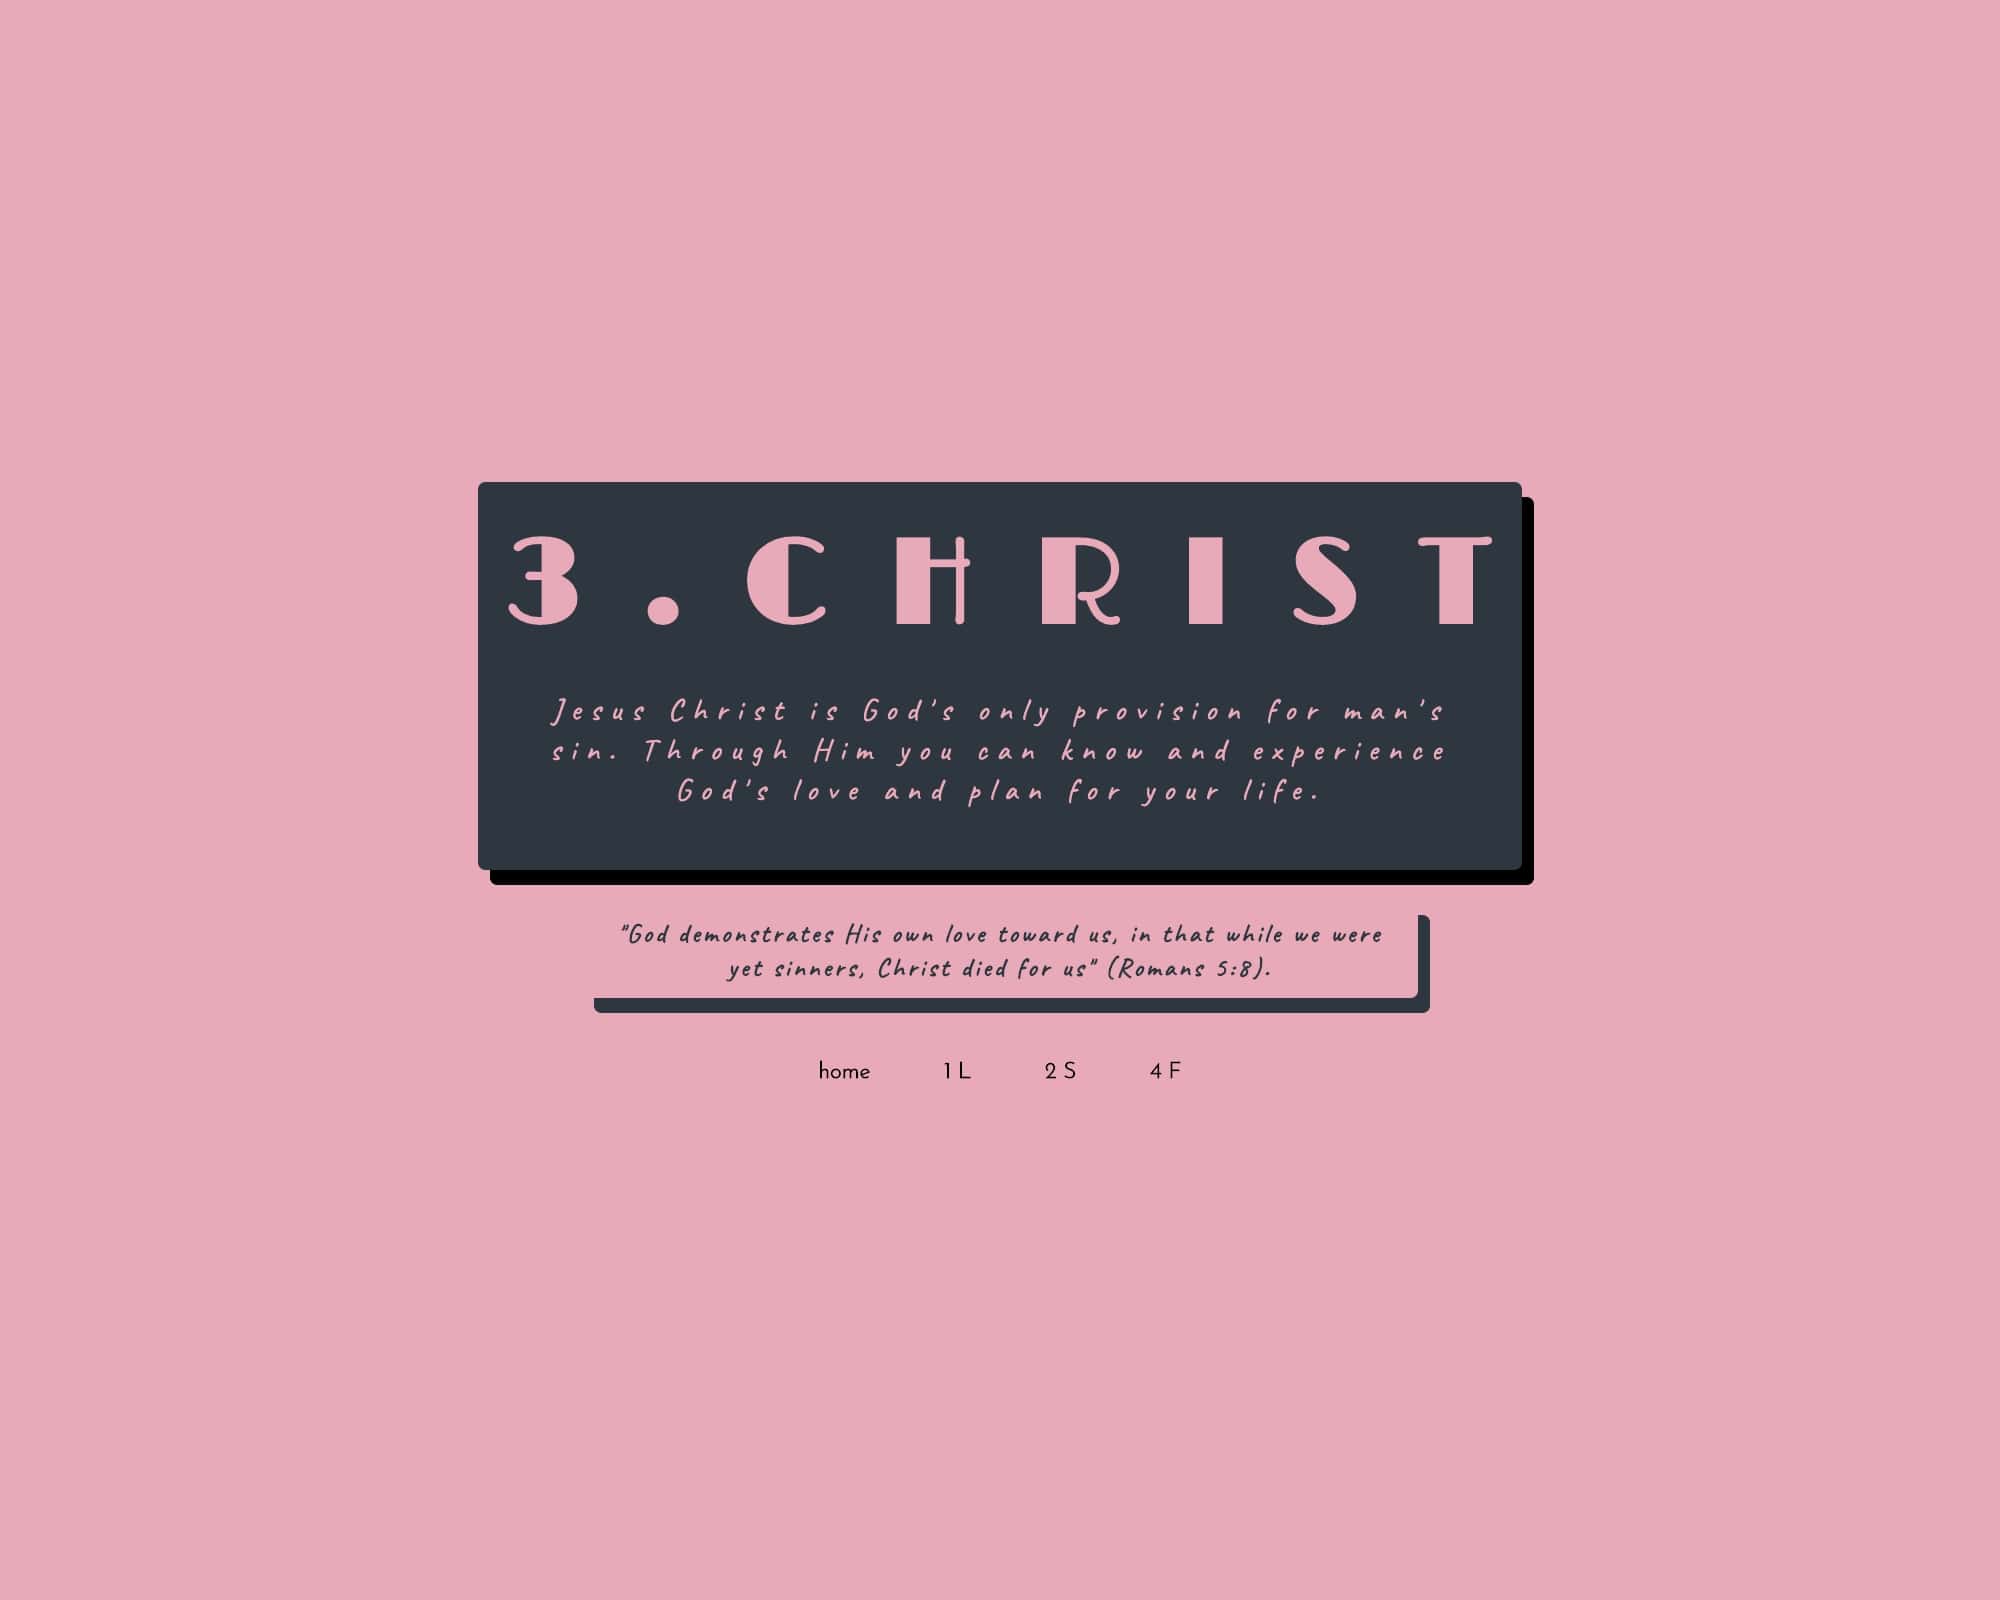 3.CHRIST
Jesus Christ is God's only provision for man's
sin. Through Him you can know and experience
God's love and plan for your life.
"God demonstrates His own love toward us, in that while we were
yet sinners, Christ died for us" (Romans 5:8).
home 1 L 2 S 4 F